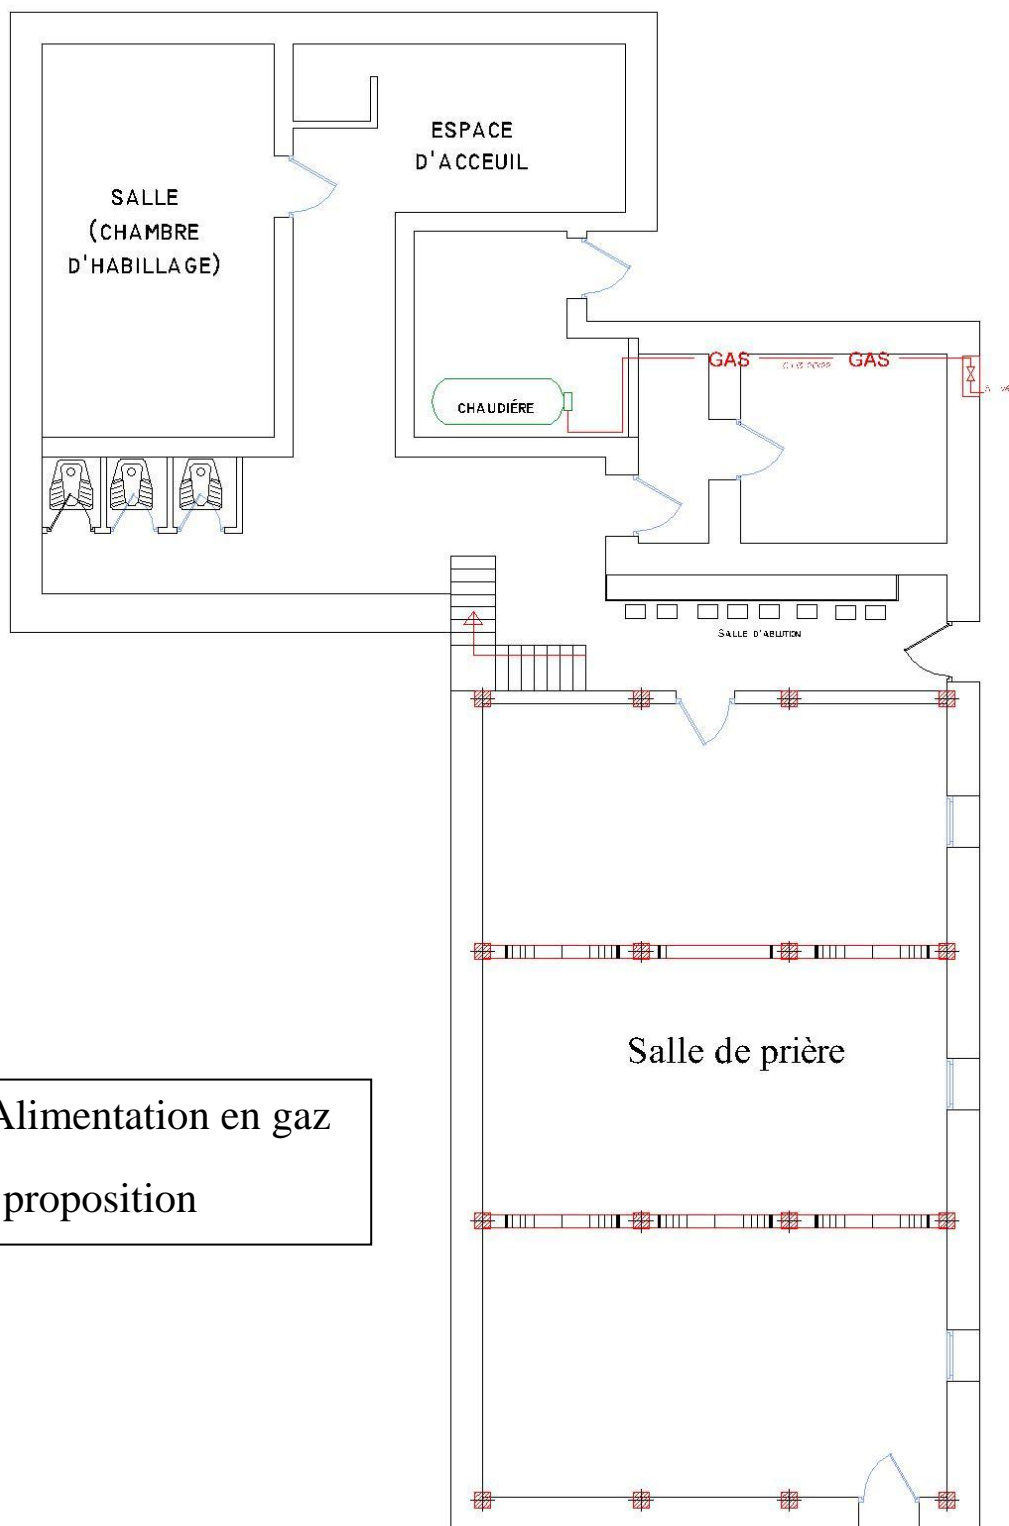 ESPACE
D'ACCEUIL
SALLE
(CHAMBRE
D'HABILLAGE)
GAS GAS
CHAUDIÉRE
SALLE D'ABLUTION
Salle de prière
Alimentation en gaz
proposition